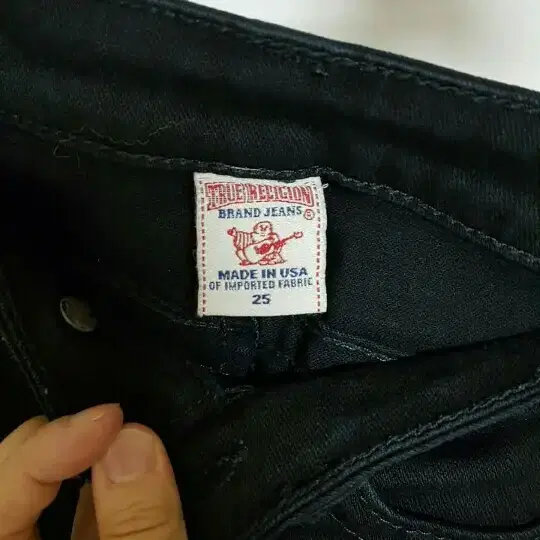 TRUE RELIGION
BRAND JEANS®
MADE IN USA
OF IMPORTED FABRIC
25